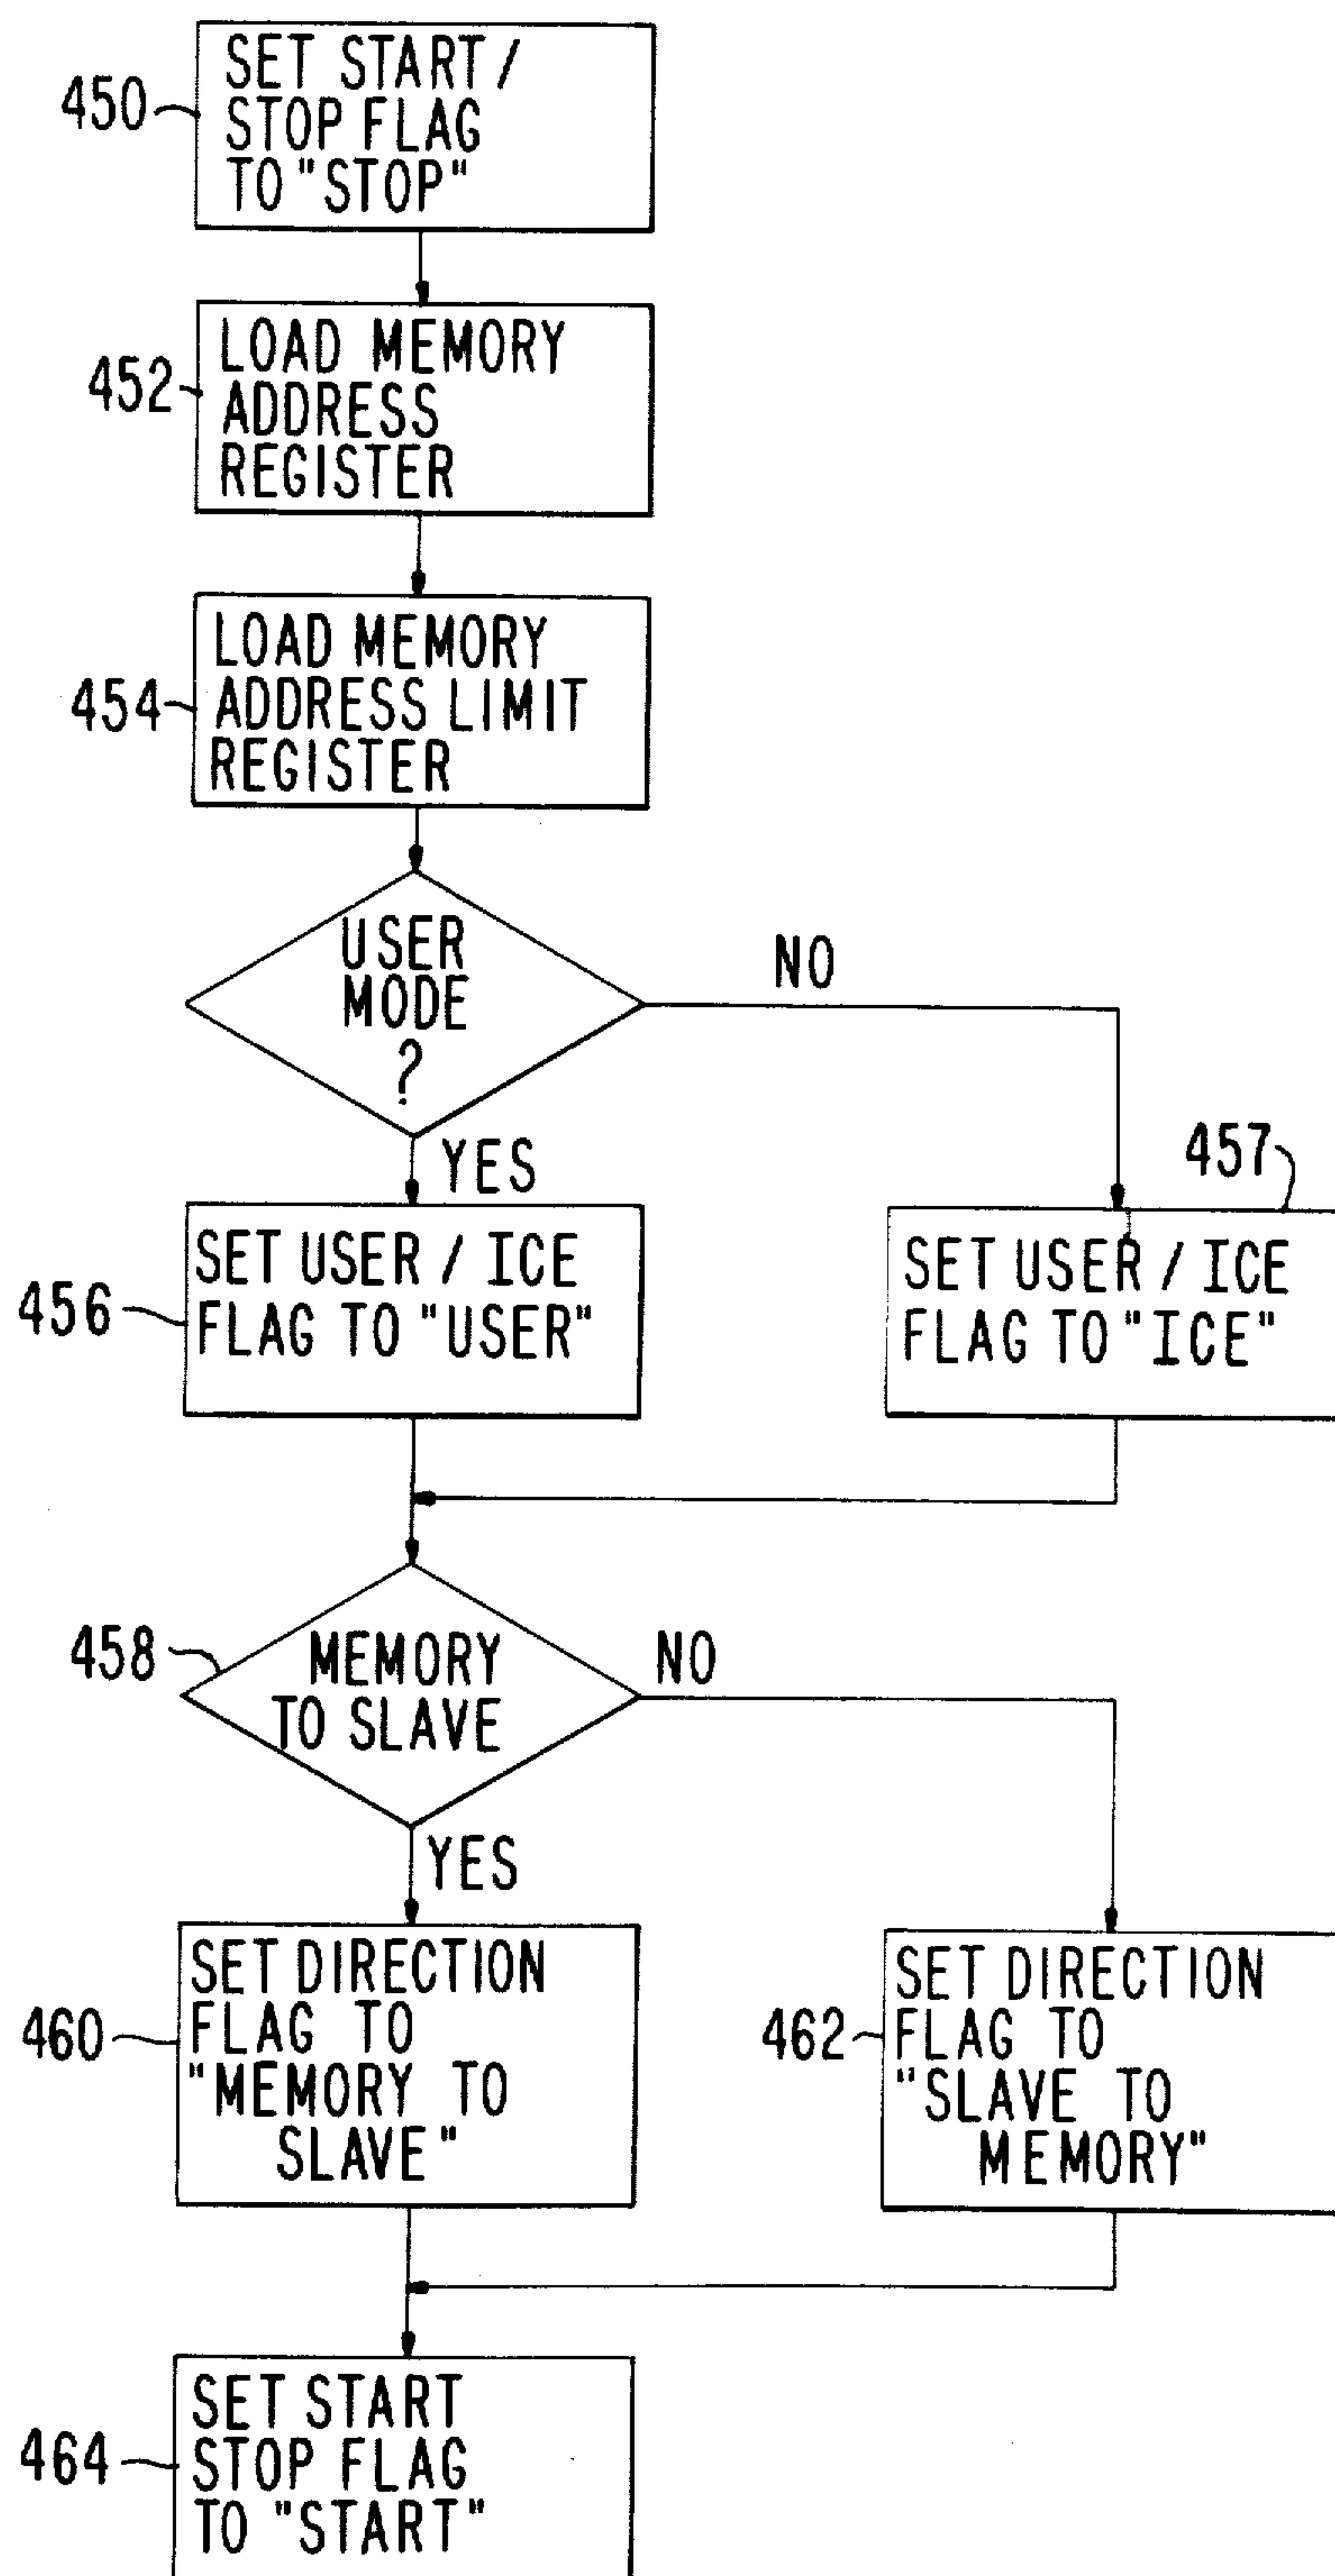 450
SET START /
STOP FLAG
TO "STOP"
452
LOAD MEMORY
ADDRESS
REGISTER
454
LOAD MEMORY
ADDRESS LIMIT
REGISTER
USER
MODE
?
NO
YES
456
SET USER / ICE
FLAG TO "USER"
457
SET USER / ICE
FLAG TO "ICE"
458
MEMORY
TO SLAVE
NO
YES
460
SET DIRECTION
FLAG TO
"MEMORY TO
SLAVE"
462
SET DIRECTION
FLAG TO
"SLAVE TO
MEMORY"
464
SET START
STOP FLAG
TO "START"